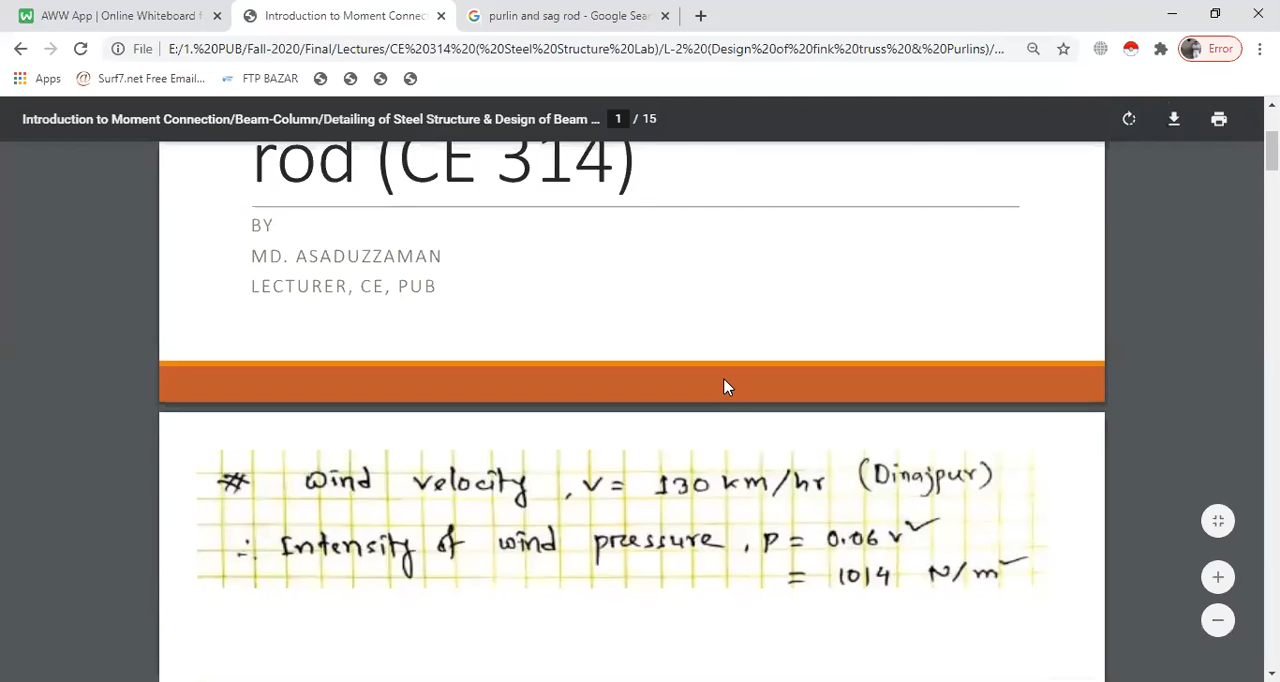 AWW App | Online Whiteboard f
Introduction to Moment Connec
purlin and sag rod - Google Sea
File
E:/1.%20PUB/Fall-2020/Final/Lectures/CE%20314%20(%20Steel%20Structure%20Lab)/L-2%20(Design%20of%20fink%20truss%20&%20Purlins)/...
Error
Apps
Surf7.net Free Email...
FTP BAZAR
Introduction to Moment Connection/Beam-Column/Detailing of Steel Structure & Design of Beam ...
1 / 15
rod (CE 314)
BY
MD. ASADUZZAMAN
LECTURER, CE, PUB
# Wind velocity, V = 130 km/hr (Dinajpur)
∴ Intensity of wind pressure, P = 0.06 V²
= 1014 N/m²